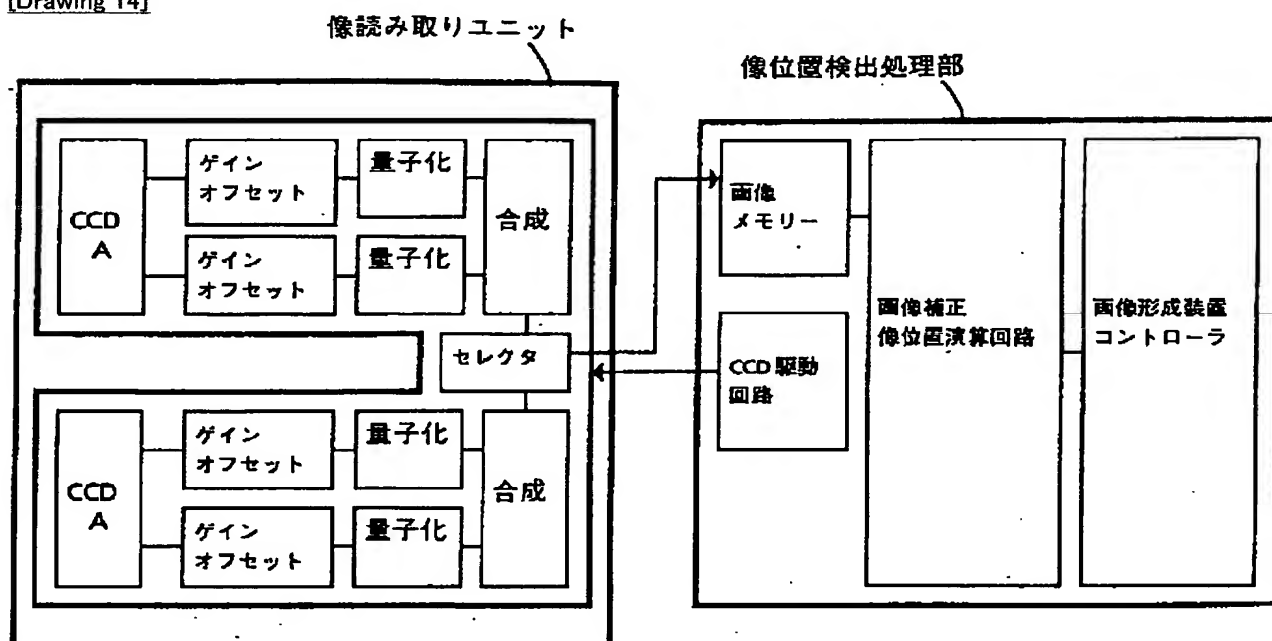 [Drawing 14]
像読み取りユニット
像位置検出処理部
CCD
A
ゲイン
オフセット
量子化
ゲイン
オフセット
量子化
合成
セレクタ
CCD
A
ゲイン
オフセット
量子化
ゲイン
オフセット
量子化
合成
画像
メモリー
CCD 駆動
回路
画像補正
像位置演算回路
画像形成装置
コントローラ